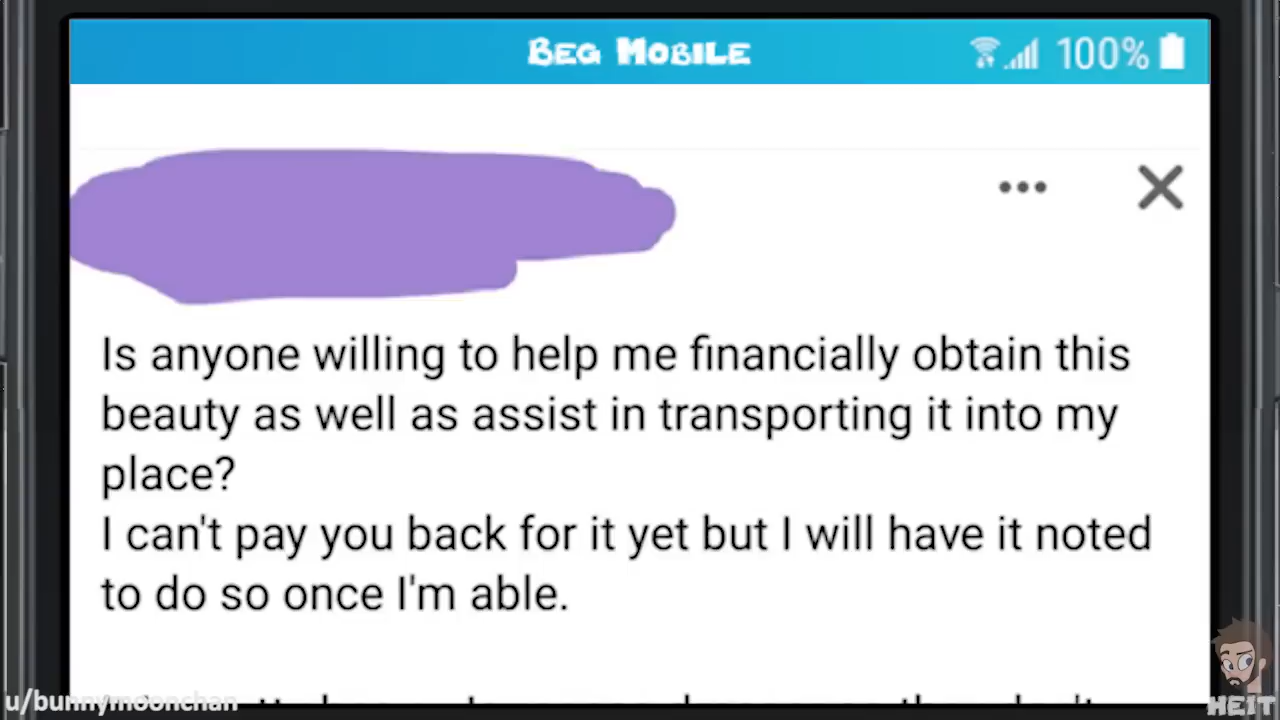 BEG MOBILE
100%
Is anyone willing to help me financially obtain this
beauty as well as assist in transporting it into my
place?
I can't pay you back for it yet but I will have it noted
to do so once I'm able.
u/bunnymoonchan
HEIT